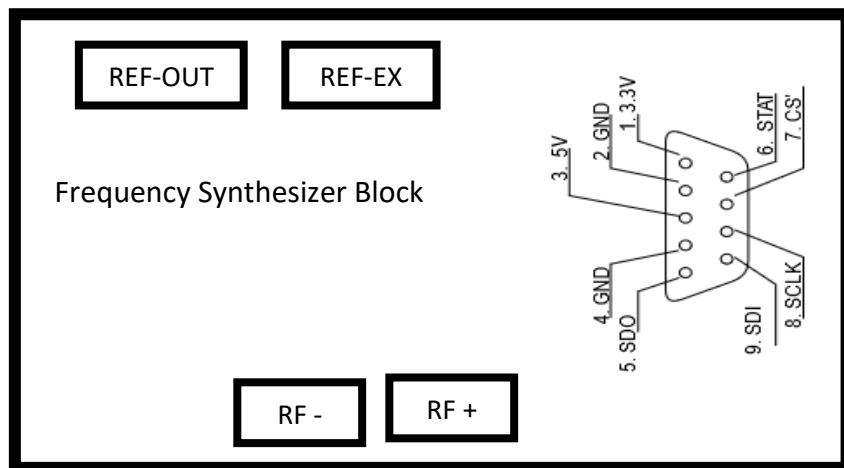 REF-OUT
REF-EX
Frequency Synthesizer Block
1. 3.3V
2. GND
3. 5V
4. GND
5. SDO
6. STAT
7. CS'
8. SCLK
9. SDI
RF -
RF +